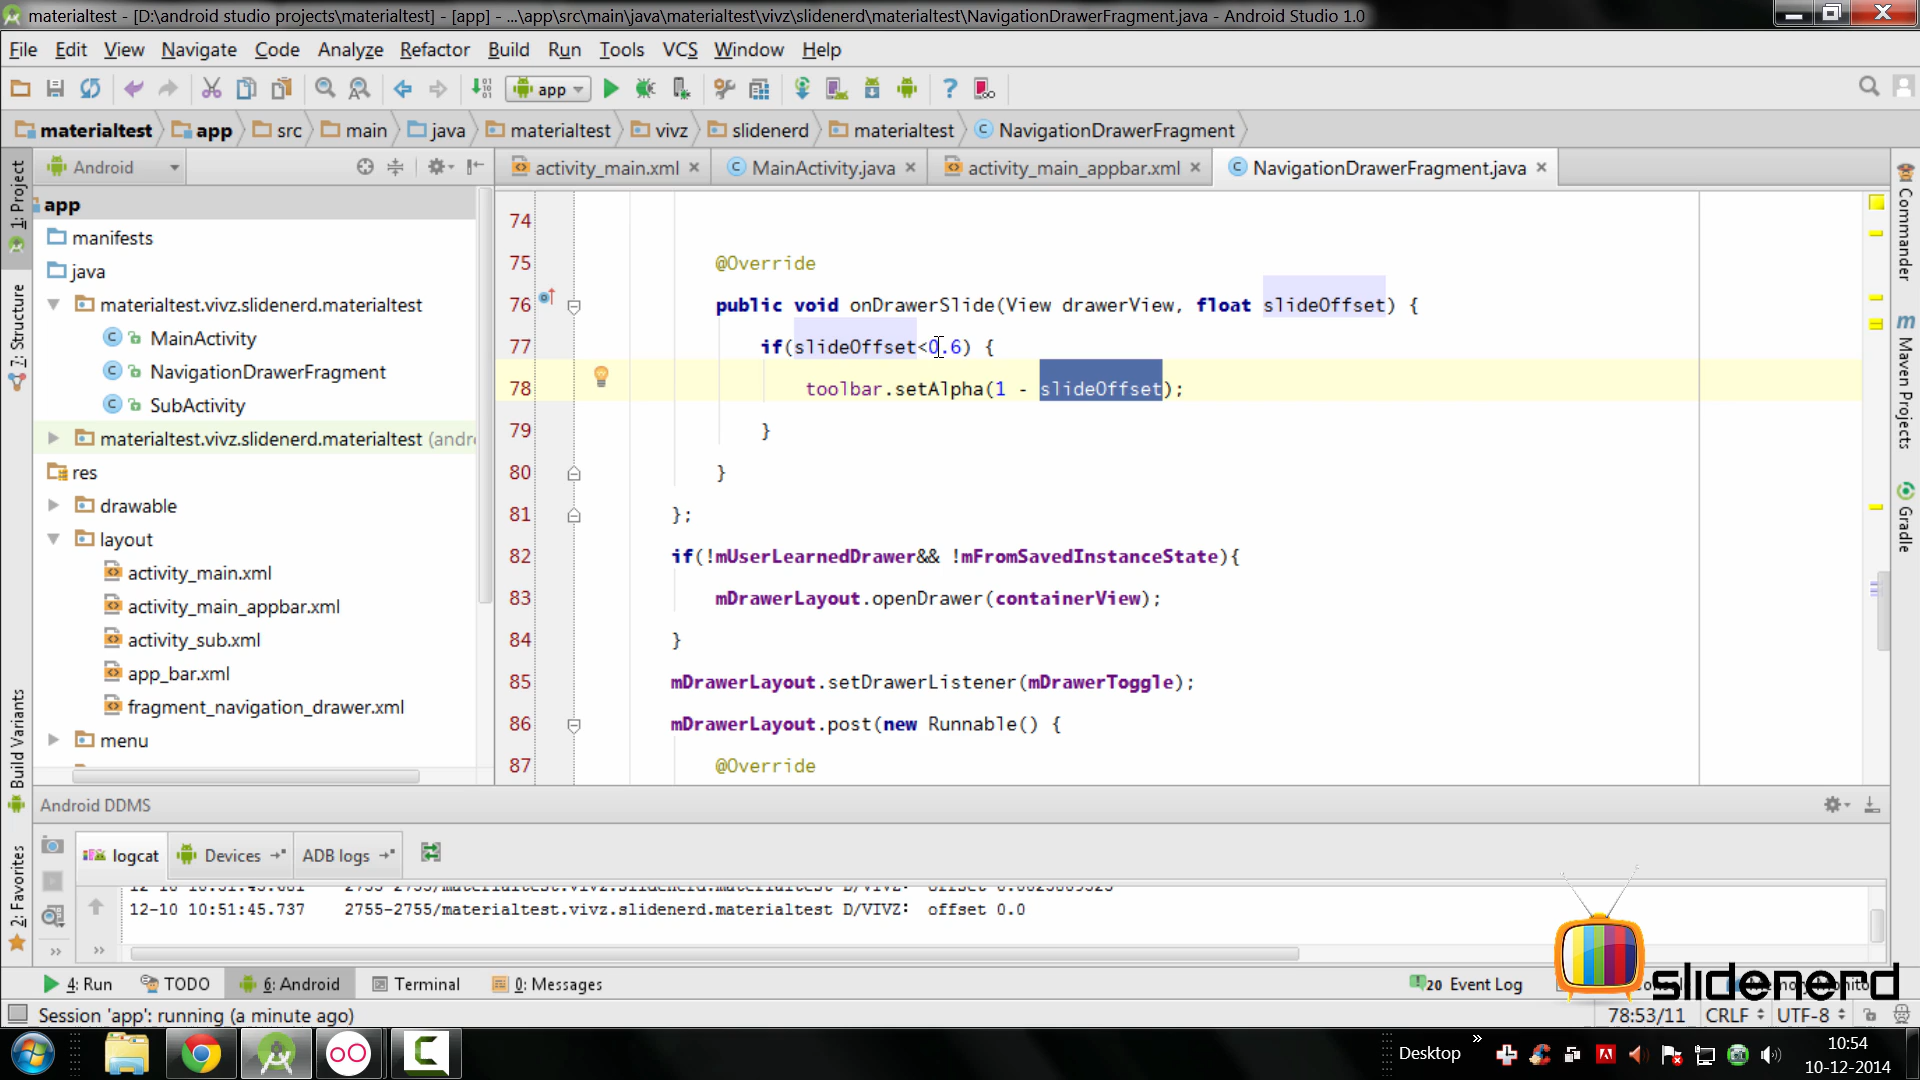 materialtest - [D:\android studio projects\materialtest] - [app] - ...\app\src\main\java\materialtest\vivz\slidenerd\materialtest\NavigationDrawerFragment.java - Android Studio 1.0
File Edit View Navigate Code Analyze Refactor Build Run Tools VCS Window Help
app
materialtest app src main java materialtest vivz slidenerd materialtest NavigationDrawerFragment
Android
activity_main.xml MainActivity.java activity_main_appbar.xml NavigationDrawerFragment.java
1: Project
7: Structure
Build Variants
2: Favorites
app
manifests
java
materialtest.vivz.slidenerd.materialtest
MainActivity
NavigationDrawerFragment
SubActivity
materialtest.vivz.slidenerd.materialtest (andr
res
drawable
layout
activity_main.xml
activity_main_appbar.xml
activity_sub.xml
app_bar.xml
fragment_navigation_drawer.xml
menu
74
75 @Override
76 public void onDrawerSlide(View drawerView, float slideOffset) {
77 if(slideOffset<0.6) {
78 toolbar.setAlpha(1 - slideOffset);
79 }
80 }
81 };
82 if(!mUserLearnedDrawer&& !mFromSavedInstanceState){
83 mDrawerLayout.openDrawer(containerView);
84 }
85 mDrawerLayout.setDrawerListener(mDrawerToggle);
86 mDrawerLayout.post(new Runnable() {
87 @Override
Commander
Maven Projects
Gradle
Android DDMS
logcat Devices ADB logs
12-10 10:51:45.737 2755-2755/materialtest.vivz.slidenerd.materialtest D/VIVZ: offset 0.0
4: Run TODO 6: Android Terminal 0: Messages
20 Event Log
slidenerd
Session 'app': running (a minute ago)
78:53/11 CRLF UTF-8
Desktop
10:54
10-12-2014